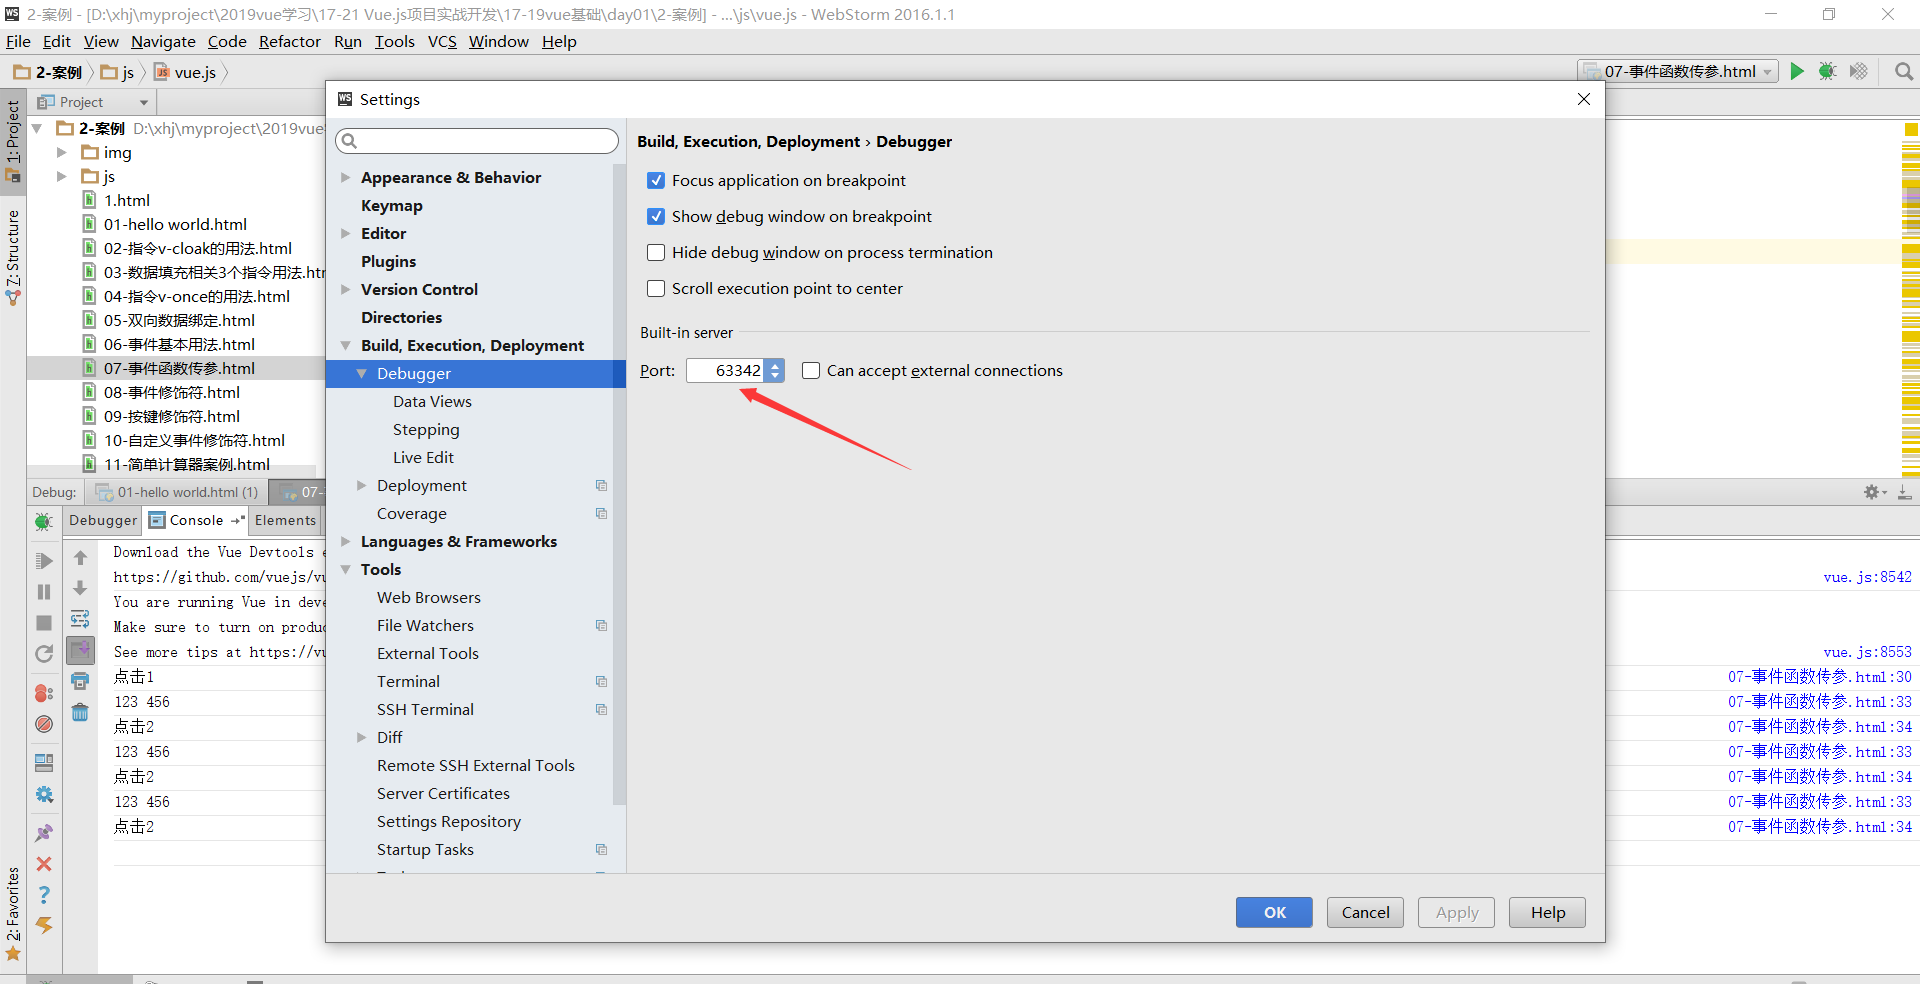 2-案例 - [D:\xhj\myproject\2019vue学习\17-21 Vue.js项目实战开发\17-19vue基础\day01\2-案例] - ...\js\vue.js - WebStorm 2016.1.1
File Edit View Navigate Code Refactor Run Tools VCS Window Help
2-案例 js vue.js
07-事件函数传参.html
Project
1: Project
7: Structure
2: Favorites
2-案例 D:\xhj\myproject\2019vue
img
js
1.html
01-hello world.html
02-指令v-cloak的用法.html
03-数据填充相关3个指令用法.htm
04-指令v-once的用法.html
05-双向数据绑定.html
06-事件基本用法.html
07-事件函数传参.html
08-事件修饰符.html
09-按键修饰符.html
10-自定义事件修饰符.html
11-简单计算器案例.html
Debug: 01-hello world.html (1) 07-
Debugger Console Elements
Download the Vue Devtools e
https://github.com/vuejs/vu
vue.js:8542
You are running Vue in deve
Make sure to turn on produc
See more tips at https://vu
vue.js:8553
点击1
07-事件函数传参.html:30
123 456
07-事件函数传参.html:33
点击2
07-事件函数传参.html:34
123 456
07-事件函数传参.html:33
点击2
07-事件函数传参.html:34
123 456
07-事件函数传参.html:33
点击2
07-事件函数传参.html:34
WS Settings
Appearance & Behavior
Keymap
Editor
Plugins
Version Control
Directories
Build, Execution, Deployment
Debugger
Data Views
Stepping
Live Edit
Deployment
Coverage
Languages & Frameworks
Tools
Web Browsers
File Watchers
External Tools
Terminal
SSH Terminal
Diff
Remote SSH External Tools
Server Certificates
Settings Repository
Startup Tasks
Build, Execution, Deployment › Debugger
Focus application on breakpoint
Show debug window on breakpoint
Hide debug window on process termination
Scroll execution point to center
Built-in server
Port: 63342 Can accept external connections
OK Cancel Apply Help